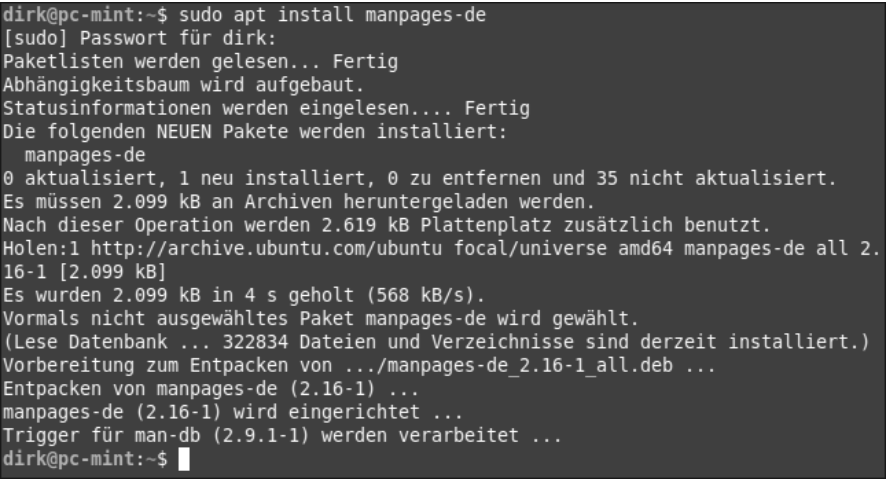 dirk@pc-mint:~$ sudo apt install manpages-de
[sudo] Passwort für dirk:
Paketlisten werden gelesen... Fertig
Abhängigkeitsbaum wird aufgebaut.
Statusinformationen werden eingelesen.... Fertig
Die folgenden NEUEN Pakete werden installiert:
  manpages-de
0 aktualisiert, 1 neu installiert, 0 zu entfernen und 35 nicht aktualisiert.
Es müssen 2.099 kB an Archiven heruntergeladen werden.
Nach dieser Operation werden 2.619 kB Plattenplatz zusätzlich benutzt.
Holen:1 http://archive.ubuntu.com/ubuntu focal/universe amd64 manpages-de all 2.
16-1 [2.099 kB]
Es wurden 2.099 kB in 4 s geholt (568 kB/s).
Vormals nicht ausgewähltes Paket manpages-de wird gewählt.
(Lese Datenbank ... 322834 Dateien und Verzeichnisse sind derzeit installiert.)
Vorbereitung zum Entpacken von .../manpages-de_2.16-1_all.deb ...
Entpacken von manpages-de (2.16-1) ...
manpages-de (2.16-1) wird eingerichtet ...
Trigger für man-db (2.9.1-1) werden verarbeitet ...
dirk@pc-mint:~$